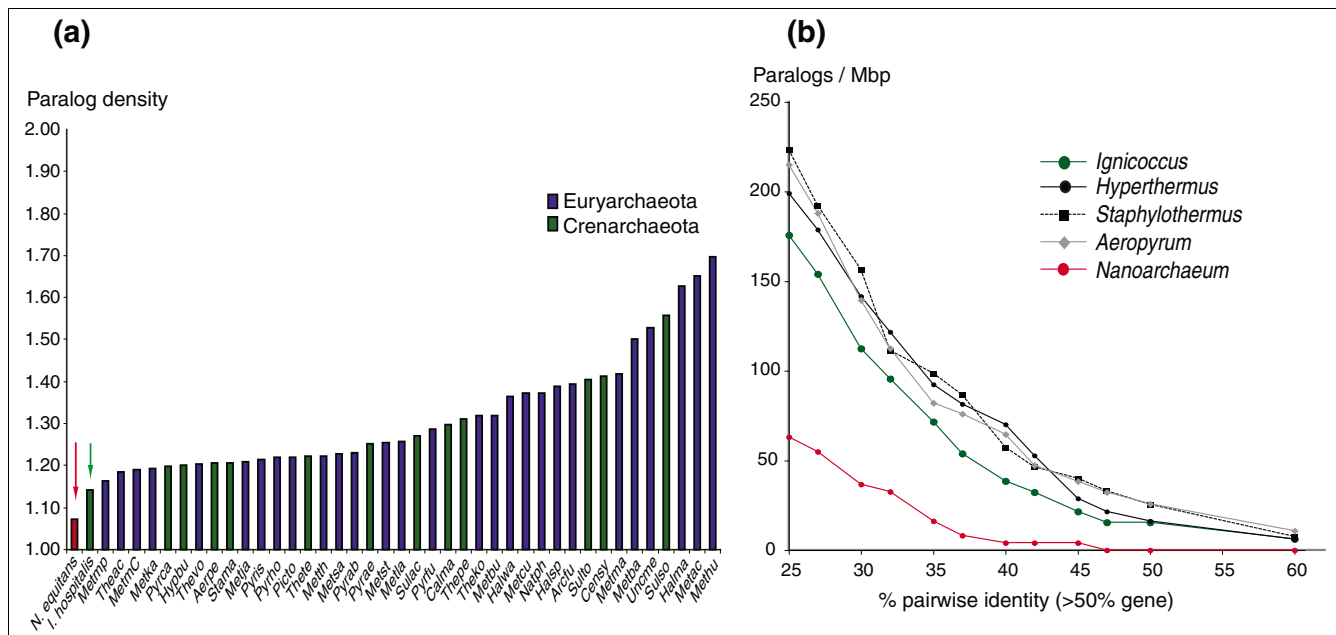 (a)
Paralog density
2.00
1.90
1.80
1.70
1.60
1.50
1.40
1.30
1.20
1.10
1.00
Euryarchaeota
Crenarchaeota
N. equitans
I. hospitalis
Metmp
Theac
MetmC
Metka
Pyrca
Hypbu
Thevo
Aerpe
Stama
Metja
Pyris
Pyrho
Picto
Thete
Metth
Metsa
Pyrab
Pyrae
Metst
Metla
Sulac
Pyrfu
Calma
Thepe
Theko
Metbu
Halwa
Metcu
Natph
Halsp
Arcfu
Sulto
Censy
Metma
Metba
Uncme
Sulso
Halma
Metac
Methu
(b)
Paralogs / Mbp
250
200
150
100
50
0
25
30
35
40
45
50
55
60
% pairwise identity (>50% gene)
Ignicoccus
Hyperthermus
Staphylothermus
Aeropyrum
Nanoarchaeum